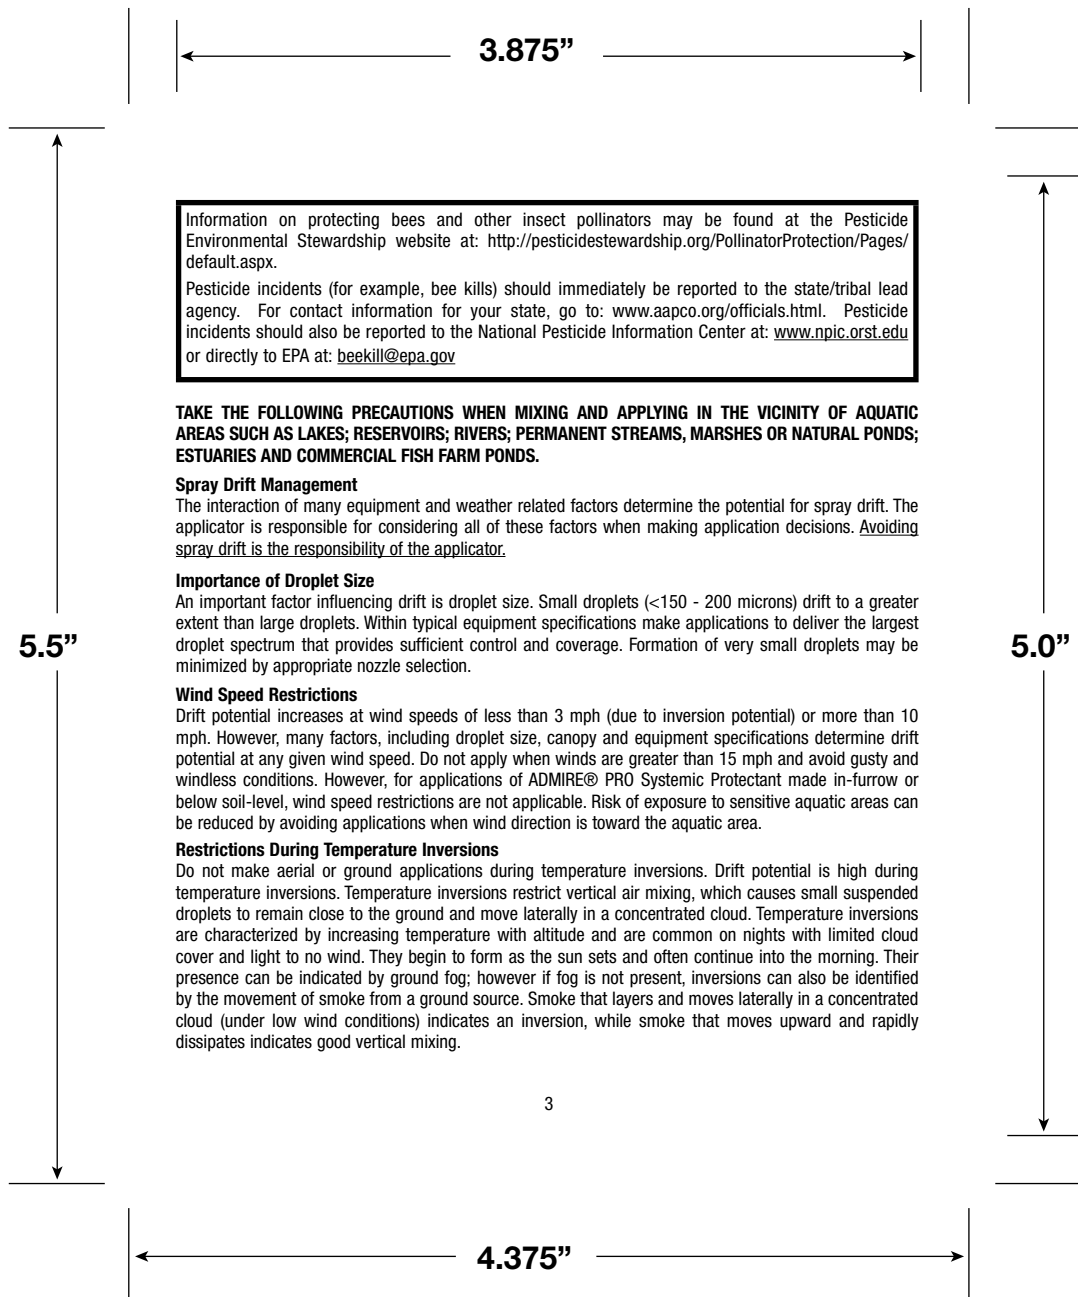 3.875”
Information on protecting bees and other insect pollinators may be found at the Pesticide
Environmental Stewardship website at: http://pesticidestewardship.org/PollinatorProtection/Pages/
default.aspx.
Pesticide incidents (for example, bee kills) should immediately be reported to the state/tribal lead
agency. For contact information for your state, go to: www.aapco.org/officials.html. Pesticide
incidents should also be reported to the National Pesticide Information Center at: www.npic.orst.edu
or directly to EPA at: beekill@epa.gov
TAKE THE FOLLOWING PRECAUTIONS WHEN MIXING AND APPLYING IN THE VICINITY OF AQUATIC
AREAS SUCH AS LAKES; RESERVOIRS; RIVERS; PERMANENT STREAMS, MARSHES OR NATURAL PONDS;
ESTUARIES AND COMMERCIAL FISH FARM PONDS.
Spray Drift Management
The interaction of many equipment and weather related factors determine the potential for spray drift. The
applicator is responsible for considering all of these factors when making application decisions. Avoiding
spray drift is the responsibility of the applicator.
Importance of Droplet Size
An important factor influencing drift is droplet size. Small droplets (<150 - 200 microns) drift to a greater
extent than large droplets. Within typical equipment specifications make applications to deliver the largest
droplet spectrum that provides sufficient control and coverage. Formation of very small droplets may be
minimized by appropriate nozzle selection.
5.5”
5.0”
Wind Speed Restrictions
Drift potential increases at wind speeds of less than 3 mph (due to inversion potential) or more than 10
mph. However, many factors, including droplet size, canopy and equipment specifications determine drift
potential at any given wind speed. Do not apply when winds are greater than 15 mph and avoid gusty and
windless conditions. However, for applications of ADMIRE® PRO Systemic Protectant made in-furrow or
below soil-level, wind speed restrictions are not applicable. Risk of exposure to sensitive aquatic areas can
be reduced by avoiding applications when wind direction is toward the aquatic area.
Restrictions During Temperature Inversions
Do not make aerial or ground applications during temperature inversions. Drift potential is high during
temperature inversions. Temperature inversions restrict vertical air mixing, which causes small suspended
droplets to remain close to the ground and move laterally in a concentrated cloud. Temperature inversions
are characterized by increasing temperature with altitude and are common on nights with limited cloud
cover and light to no wind. They begin to form as the sun sets and often continue into the morning. Their
presence can be indicated by ground fog; however if fog is not present, inversions can also be identified
by the movement of smoke from a ground source. Smoke that layers and moves laterally in a concentrated
cloud (under low wind conditions) indicates an inversion, while smoke that moves upward and rapidly
dissipates indicates good vertical mixing.
3
4.375”